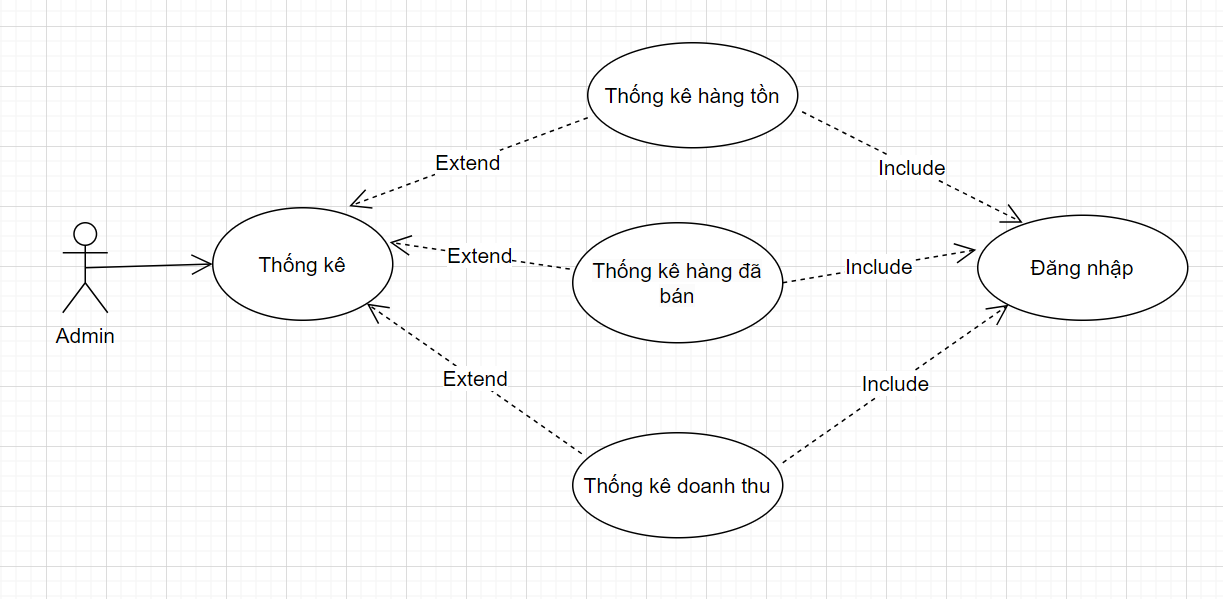 Thống kê hàng tồn
Extend
Include
Thống kê
Extend
Thống kê hàng đã
bán
Include
Đăng nhập
Admin
Extend
Include
Thống kê doanh thu